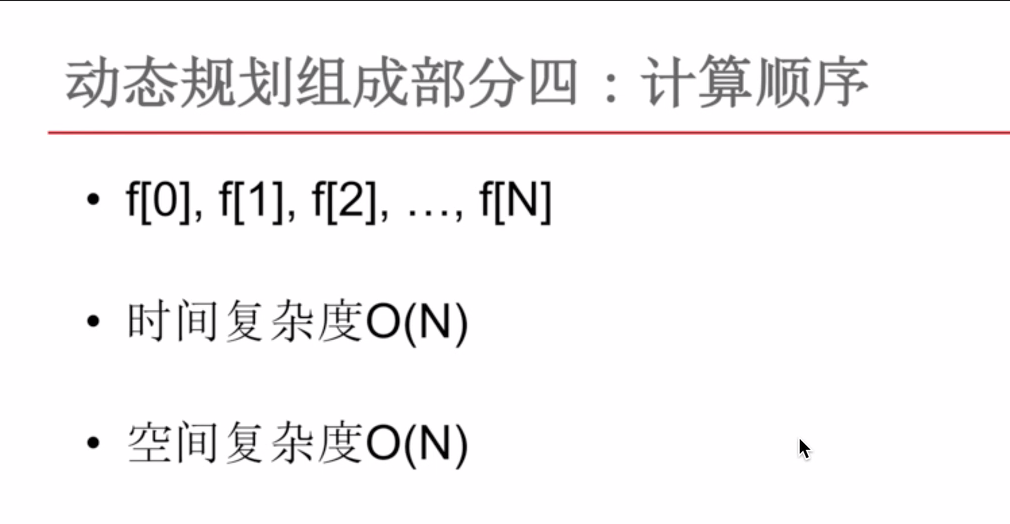 动态规划组成部分四：计算顺序
• f[0], f[1], f[2], …, f[N]
• 时间复杂度O(N)
• 空间复杂度O(N)